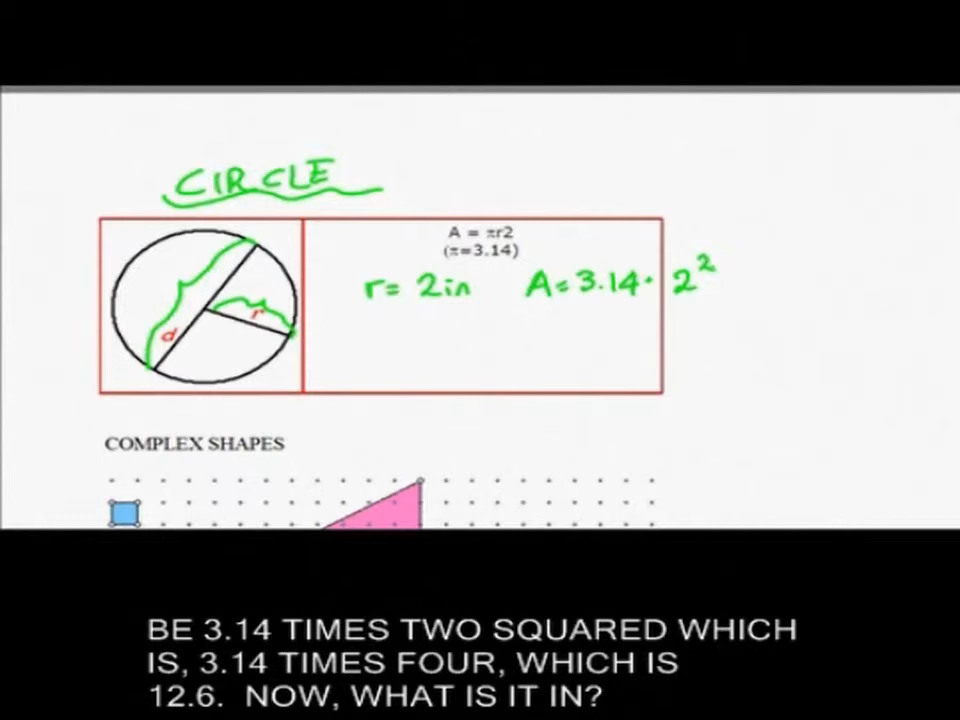 CIRCLE
A = πr2
(π=3.14)
r= 2in A= 3.14· 2²
d
r
COMPLEX SHAPES
BE 3.14 TIMES TWO SQUARED WHICH
IS, 3.14 TIMES FOUR, WHICH IS
12.6. NOW, WHAT IS IT IN?